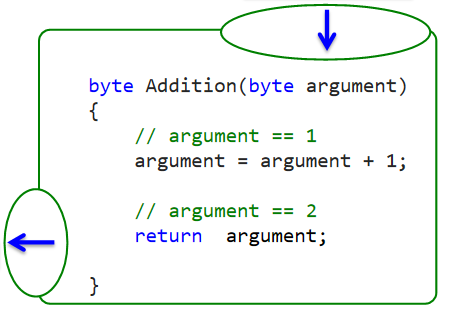 byte Addition(byte argument)
{
// argument == 1
argument = argument + 1;
// argument == 2
return argument;
}